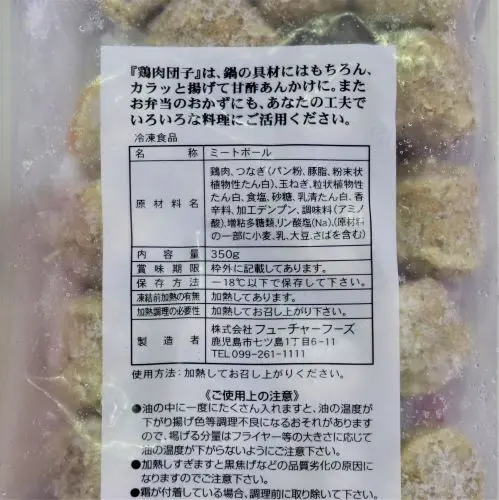 『鶏肉団子』は、鍋の具材にはもちろん、
カラッと揚げて甘酢あんかけに。また
お弁当のおかずにも、あなたの工夫で
いろいろな料理にご活用ください。
冷凍食品
名称 ミートボール
原材料名 鶏肉、つなぎ(パン粉、豚脂、粉末状
植物性たん白)、玉ねぎ、粒状植物性
たん白、食塩、砂糖、乳清たん白、香
辛料、加工デンプン、調味料(アミノ
酸)、増粘多糖類、リン酸塩(Na)、(原材料
の一部に小麦、乳、大豆、さばを含む)
内容量 350g
賞味期限 枠外に記載してあります。
保存方法 −18℃以下で保存して下さい。
凍結前加熱の有無 加熱してあります。
加熱調理の必要性 加熱してお召し上がり下さい。
製造者 株式会社 フューチャーフーズ
鹿児島市七ツ島1丁目6-11
TEL 099-261-1111
使用方法:加熱してお召し上がりください。
《ご使用上の注意》
●油の中に一度にたくさん入れますと、油の温度が
下がり揚げ色等調理不良になるおそれがあります
ので、揚げる分量はフライヤー等の大きさに応じて
油の温度が下がらないようにご注意下さい。
●加熱しすぎますと黒焦げなどの品質劣化の原因に
なりますのでご注意下さい。
●霜が付着している場合、調理前に取り除いて下さ